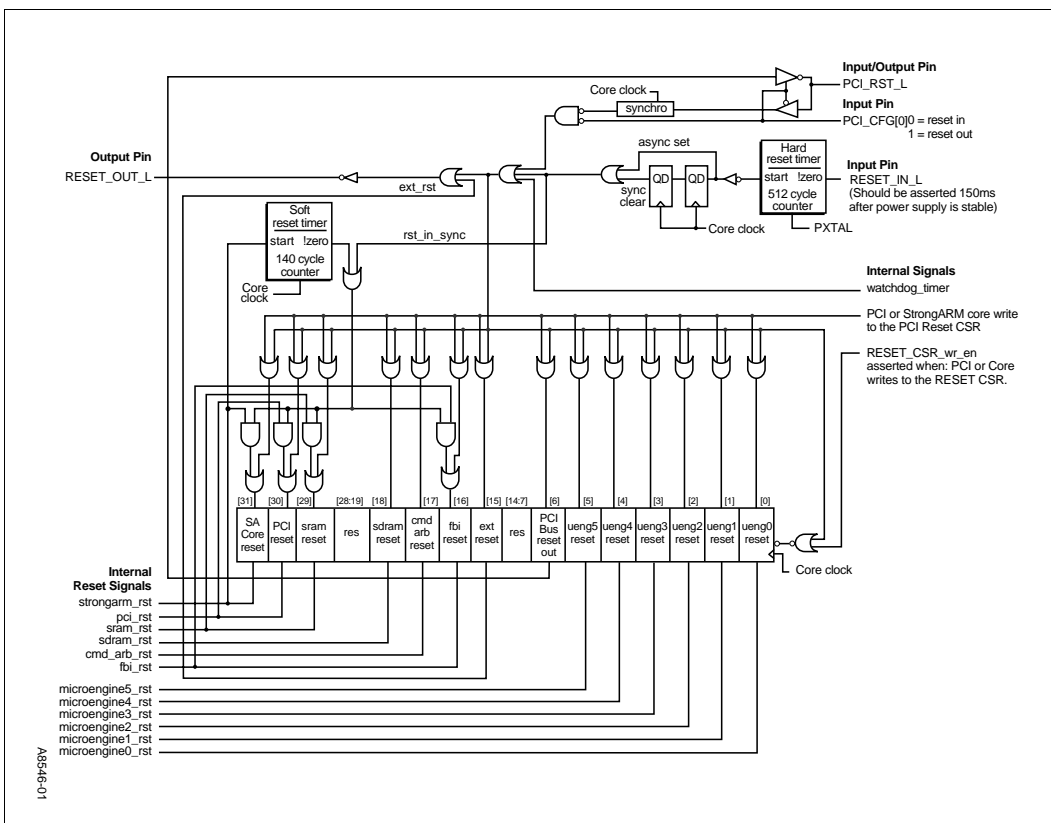 Input/Output Pin
PCI_RST_L
Core clock
synchro
Input Pin
PCI_CFG[0]
0 = reset in
1 = reset out
async set
Hard
reset timer
start !zero
512 cycle
counter
Input Pin
RESET_IN_L
(Should be asserted 150ms
after power supply is stable)
Output Pin
RESET_OUT_L
ext_rst
QD
QD
sync
clear
Core clock
PXTAL
Soft
reset timer
start !zero
140 cycle
counter
Core
clock
rst_in_sync
Internal Signals
watchdog_timer
PCI or StrongARM core write
to the PCI Reset CSR
RESET_CSR_wr_en
asserted when: PCI or Core
writes to the RESET CSR.
[31] [30] [29] [28:19] [18] [17] [16] [15] [14:7] [6] [5] [4] [3] [2] [1] [0]
SA
Core
reset
PCI
reset
sram
reset
res
sdram
reset
cmd
arb
reset
fbi
reset
ext
reset
res
PCI
Bus
reset
out
ueng5
reset
ueng4
reset
ueng3
reset
ueng2
reset
ueng1
reset
ueng0
reset
Core clock
Internal
Reset Signals
strongarm_rst
pci_rst
sram_rst
sdram_rst
cmd_arb_rst
fbi_rst
microengine5_rst
microengine4_rst
microengine3_rst
microengine2_rst
microengine1_rst
microengine0_rst
A8546-01